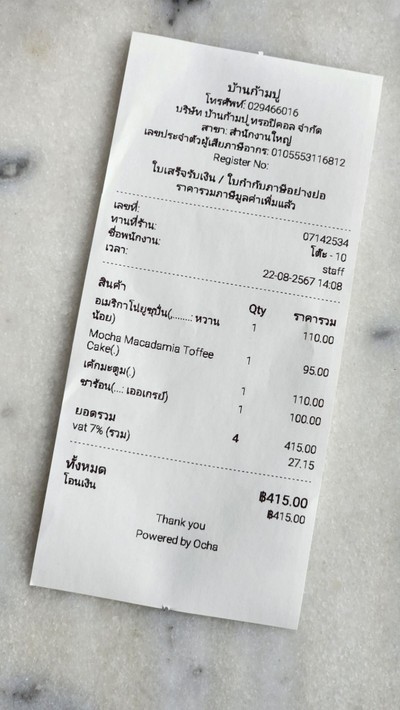 บ้านก้ามปู
โทรศัพท์: 029466016
บริษัท บ้านก้ามปู ทรอปิคอล จำกัด
สาขา: สำนักงานใหญ่
เลขประจำตัวผู้เสียภาษีอากร: 0105553116812
Register No:
ใบเสร็จรับเงิน / ใบกำกับภาษีอย่างย่อ
ราคารวมภาษีมูลค่าเพิ่มแล้ว
เลขที่: 07142534
ทานที่ร้าน: โต๊ะ - 10
ชื่อพนักงาน: staff
เวลา: 22-08-2567 14:08
สินค้า Qty ราคารวม
อเมริกาโน่ยูซุปั่น(,.......: หวาน 1 110.00
น้อย)
Mocha Macadamia Toffee 1 95.00
Cake(.)
เค้กมะตูม(.) 1 110.00
ชาร้อน(...: เออเกรย์) 1 100.00
ยอดรวม 4 415.00
vat 7% (รวม) 27.15
ทั้งหมด ฿415.00
โอนเงิน ฿415.00
Thank you
Powered by Ocha